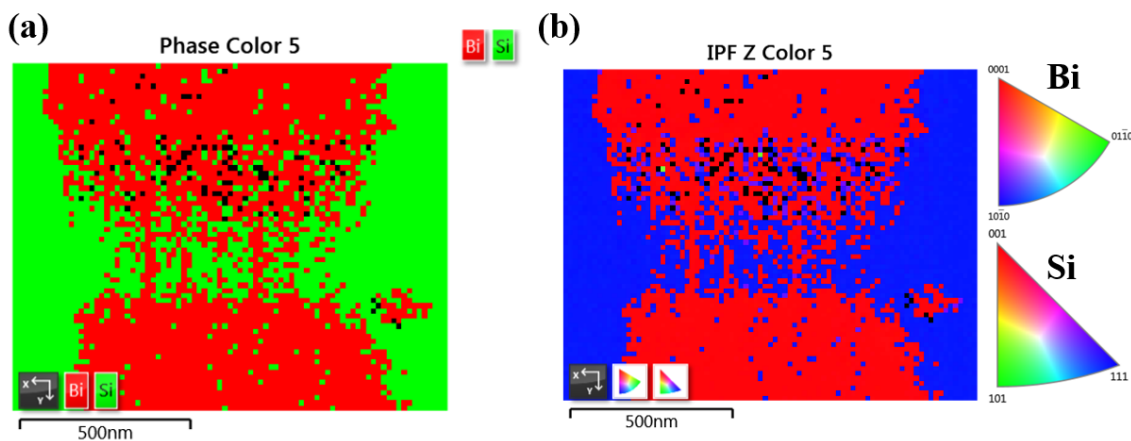 (a)
Phase Color 5
Bi Si
X
Y
Bi Si
500nm
(b)
IPF Z Color 5
0001
Bi
01-10
10-10
001
Si
111
101
X
Y
500nm